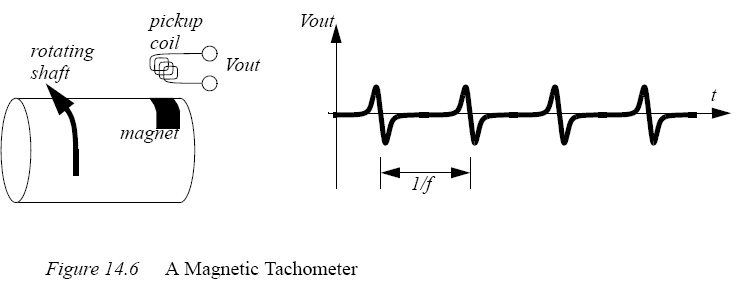 pickup
coil
rotating
shaft
Vout
magnet
Vout
t
1/f
Figure 14.6 A Magnetic Tachometer